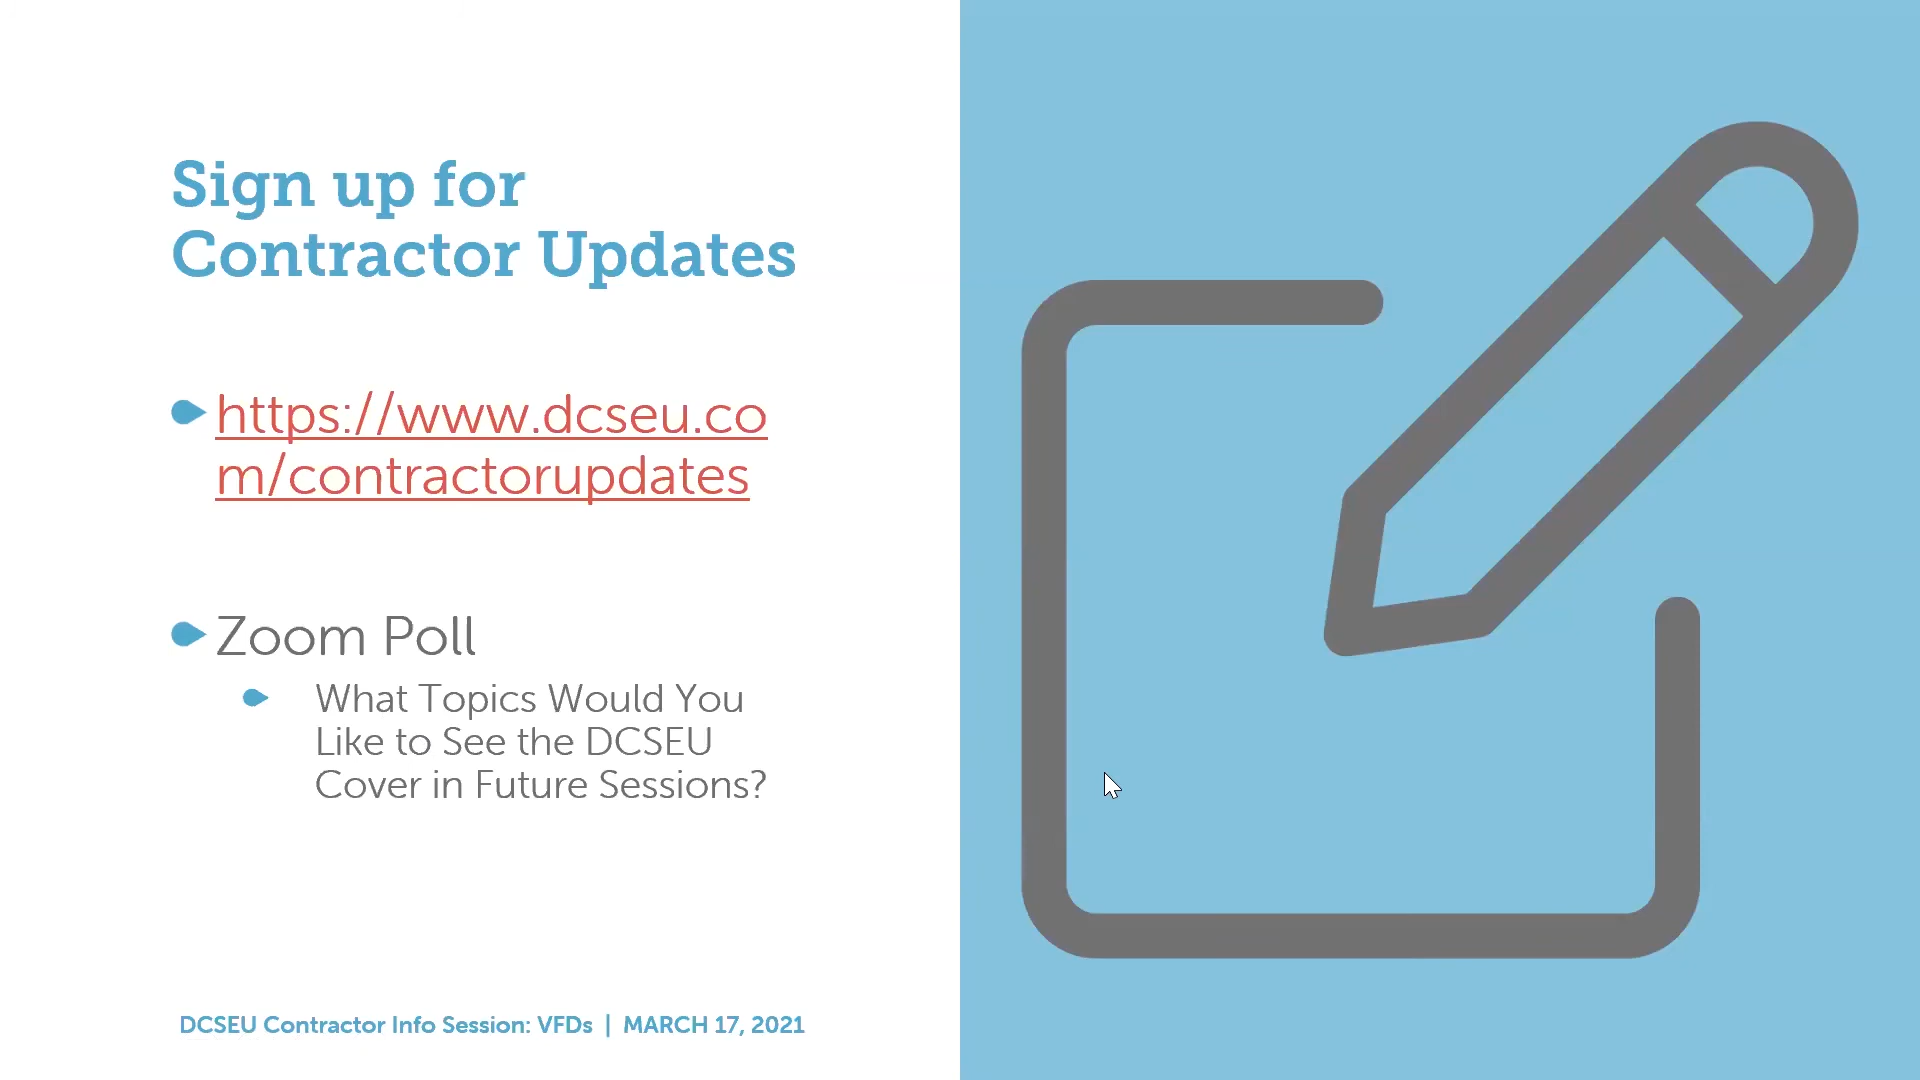 Sign up for
Contractor Updates
https://www.dcseu.co
m/contractorupdates
Zoom Poll
What Topics Would You
Like to See the DCSEU
Cover in Future Sessions?
DCSEU Contractor Info Session: VFDs | MARCH 17, 2021